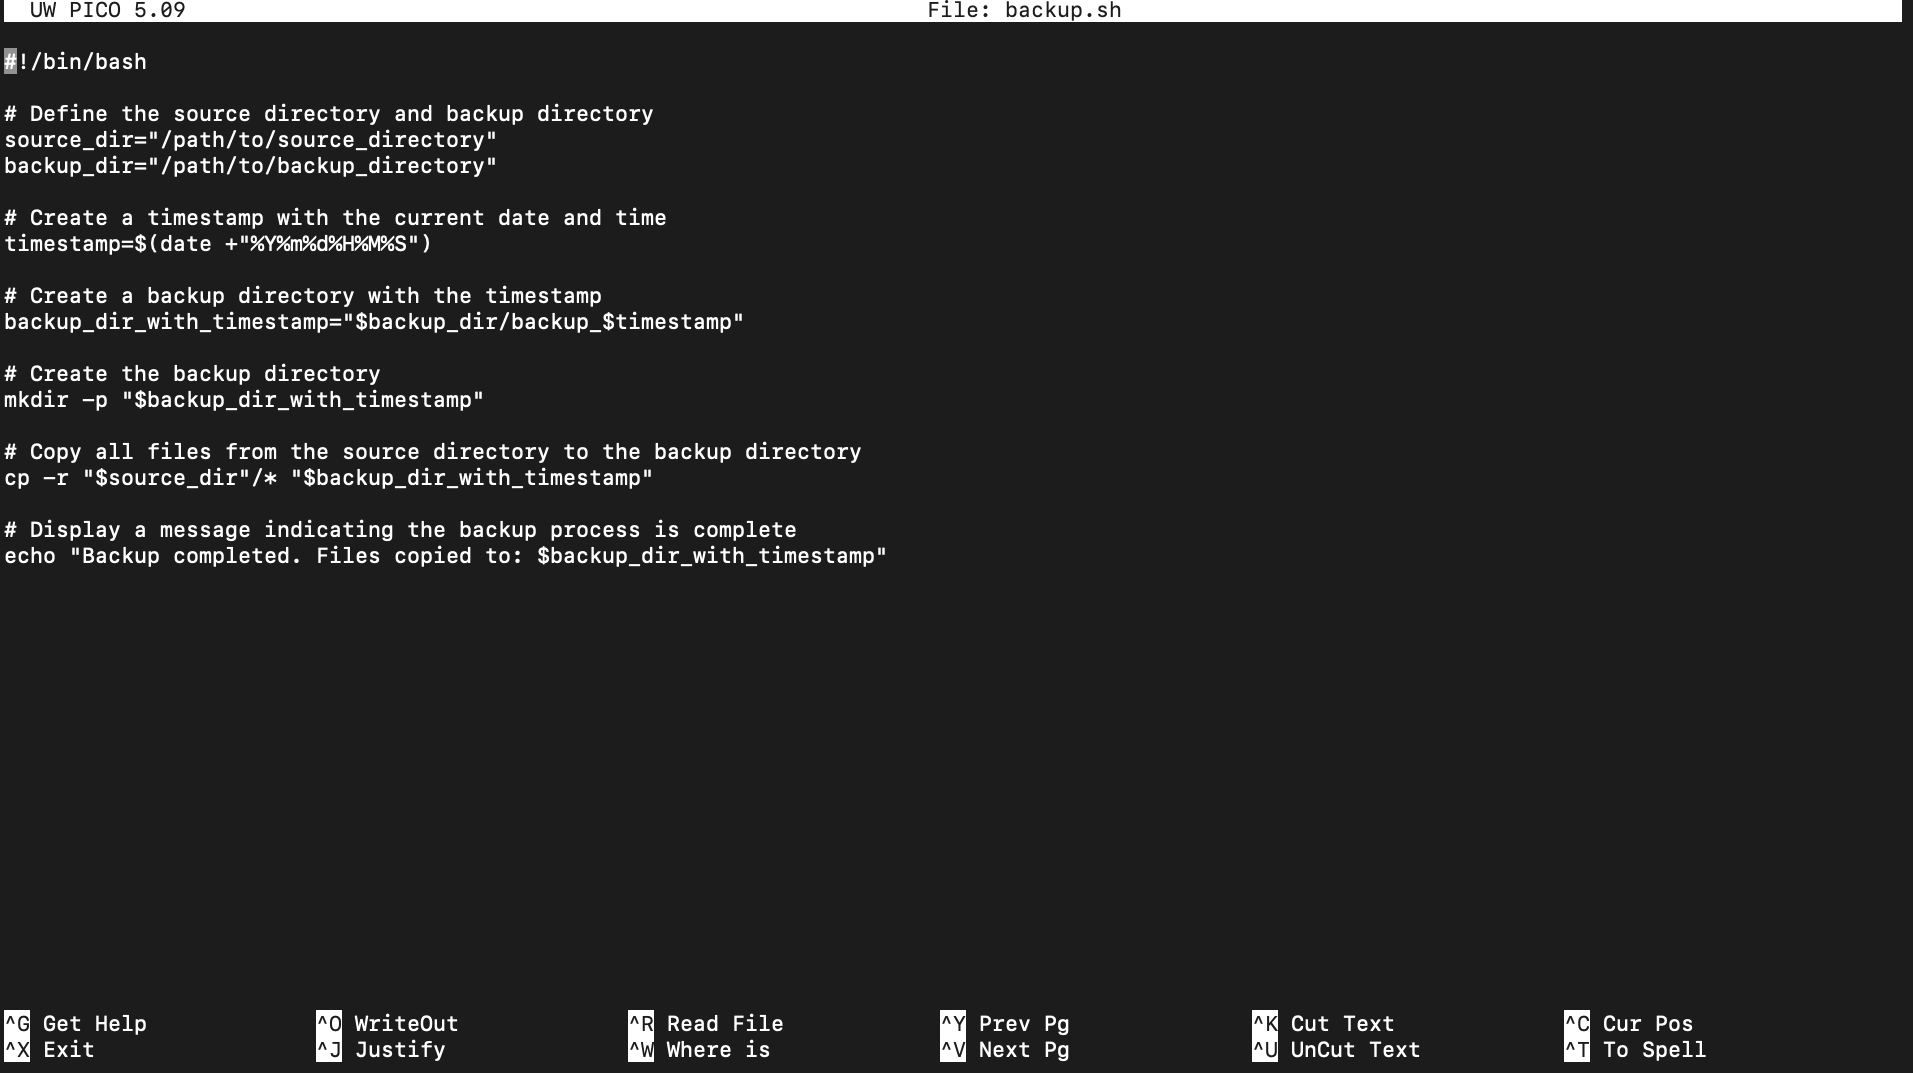 UW PICO 5.09 File: backup.sh
#!/bin/bash
# Define the source directory and backup directory
source_dir="/path/to/source_directory"
backup_dir="/path/to/backup_directory"
# Create a timestamp with the current date and time
timestamp=$(date +"%Y%m%d%H%M%S")
# Create a backup directory with the timestamp
backup_dir_with_timestamp="$backup_dir/backup_$timestamp"
# Create the backup directory
mkdir -p "$backup_dir_with_timestamp"
# Copy all files from the source directory to the backup directory
cp -r "$source_dir"/* "$backup_dir_with_timestamp"
# Display a message indicating the backup process is complete
echo "Backup completed. Files copied to: $backup_dir_with_timestamp"
^G Get Help ^O WriteOut ^R Read File ^Y Prev Pg ^K Cut Text ^C Cur Pos
^X Exit ^J Justify ^W Where is ^V Next Pg ^U UnCut Text ^T To Spell